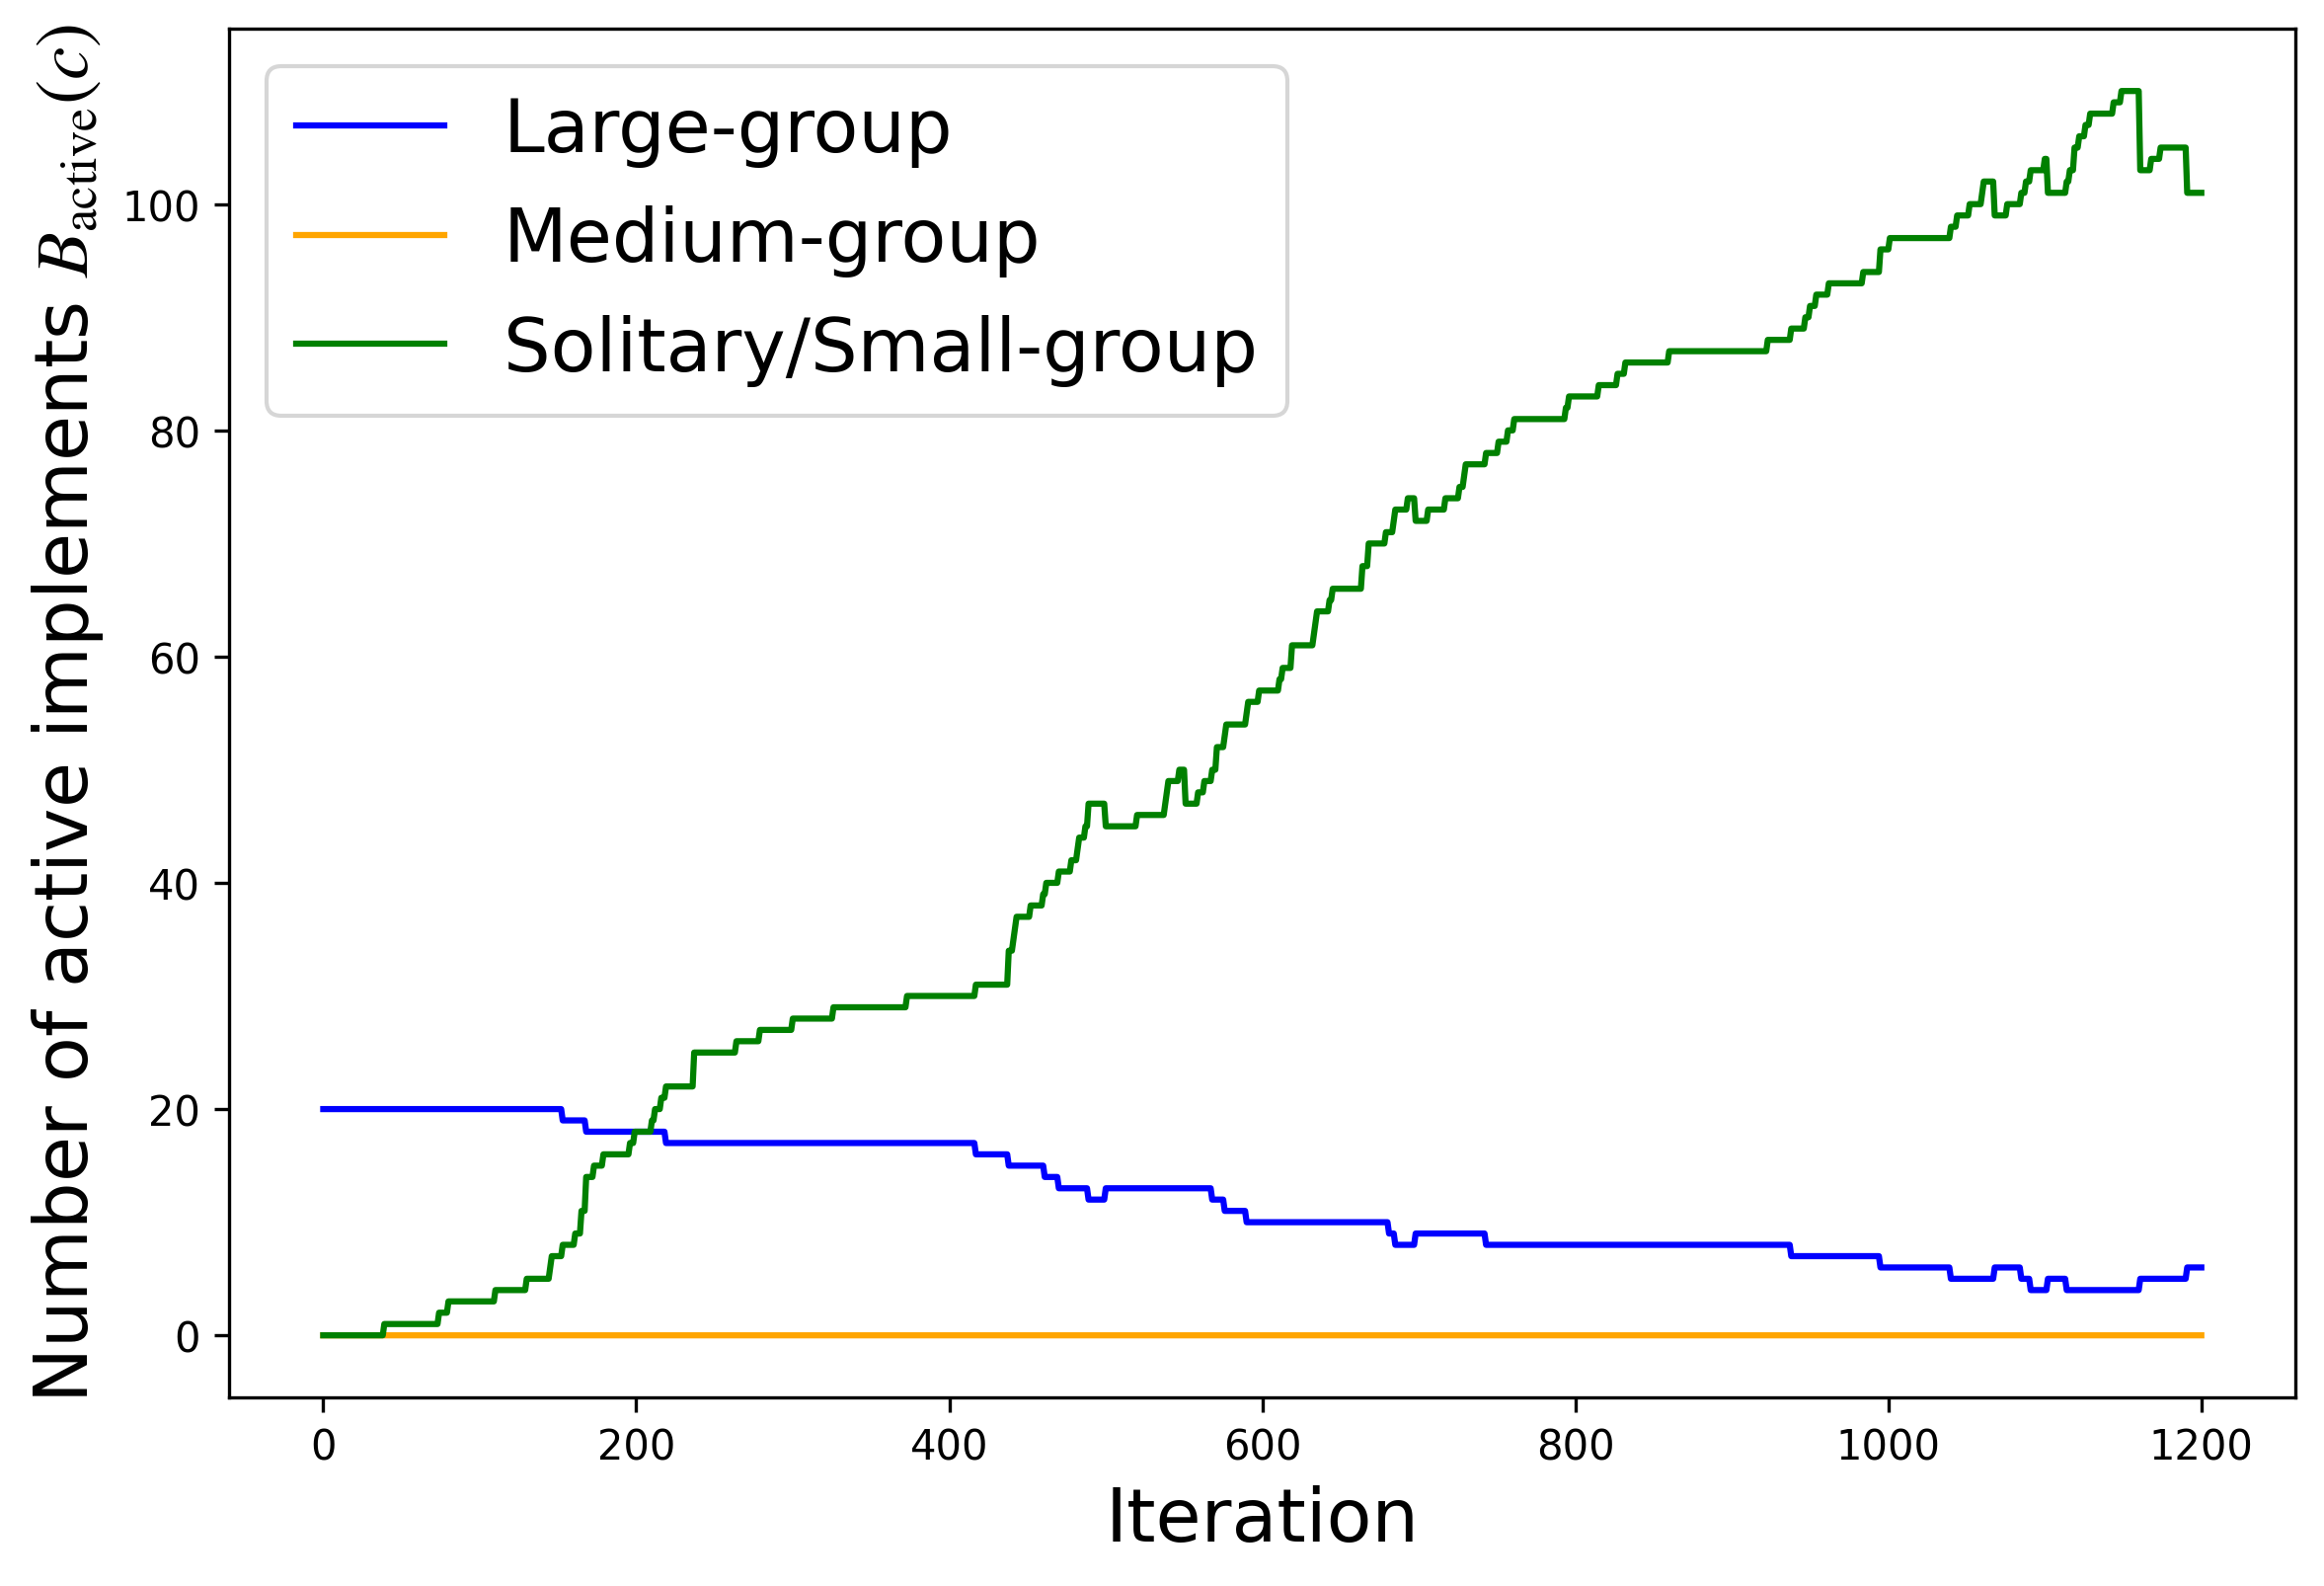 Number of active implements B_active(c)
Large-group
Medium-group
Solitary/Small-group
100
80
60
40
20
0
0 200 400 600 800 1000 1200
Iteration